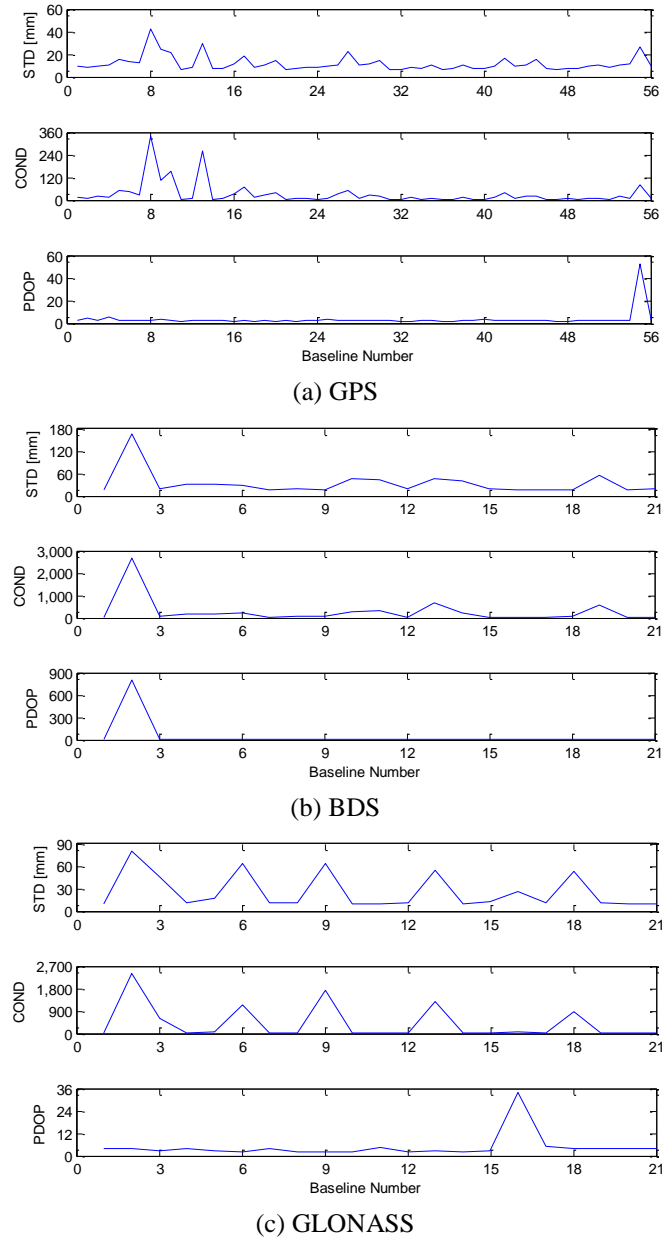 60
40
20
0
STD [mm]
0 8 16 24 32 40 48 56
360
240
120
0
COND
0 8 16 24 32 40 48 56
60
40
20
0
PDOP
0 8 16 24 32 40 48 56
Baseline Number
(a) GPS
180
120
60
0
STD [mm]
0 3 6 9 12 15 18 21
3,000
2,000
1,000
0
COND
0 3 6 9 12 15 18 21
900
600
300
0
PDOP
0 3 6 9 12 15 18 21
Baseline Number
(b) BDS
90
60
30
0
STD [mm]
0 3 6 9 12 15 18 21
2,700
1,800
900
0
COND
0 3 6 9 12 15 18 21
36
24
12
0
PDOP
0 3 6 9 12 15 18 21
Baseline Number
(c) GLONASS